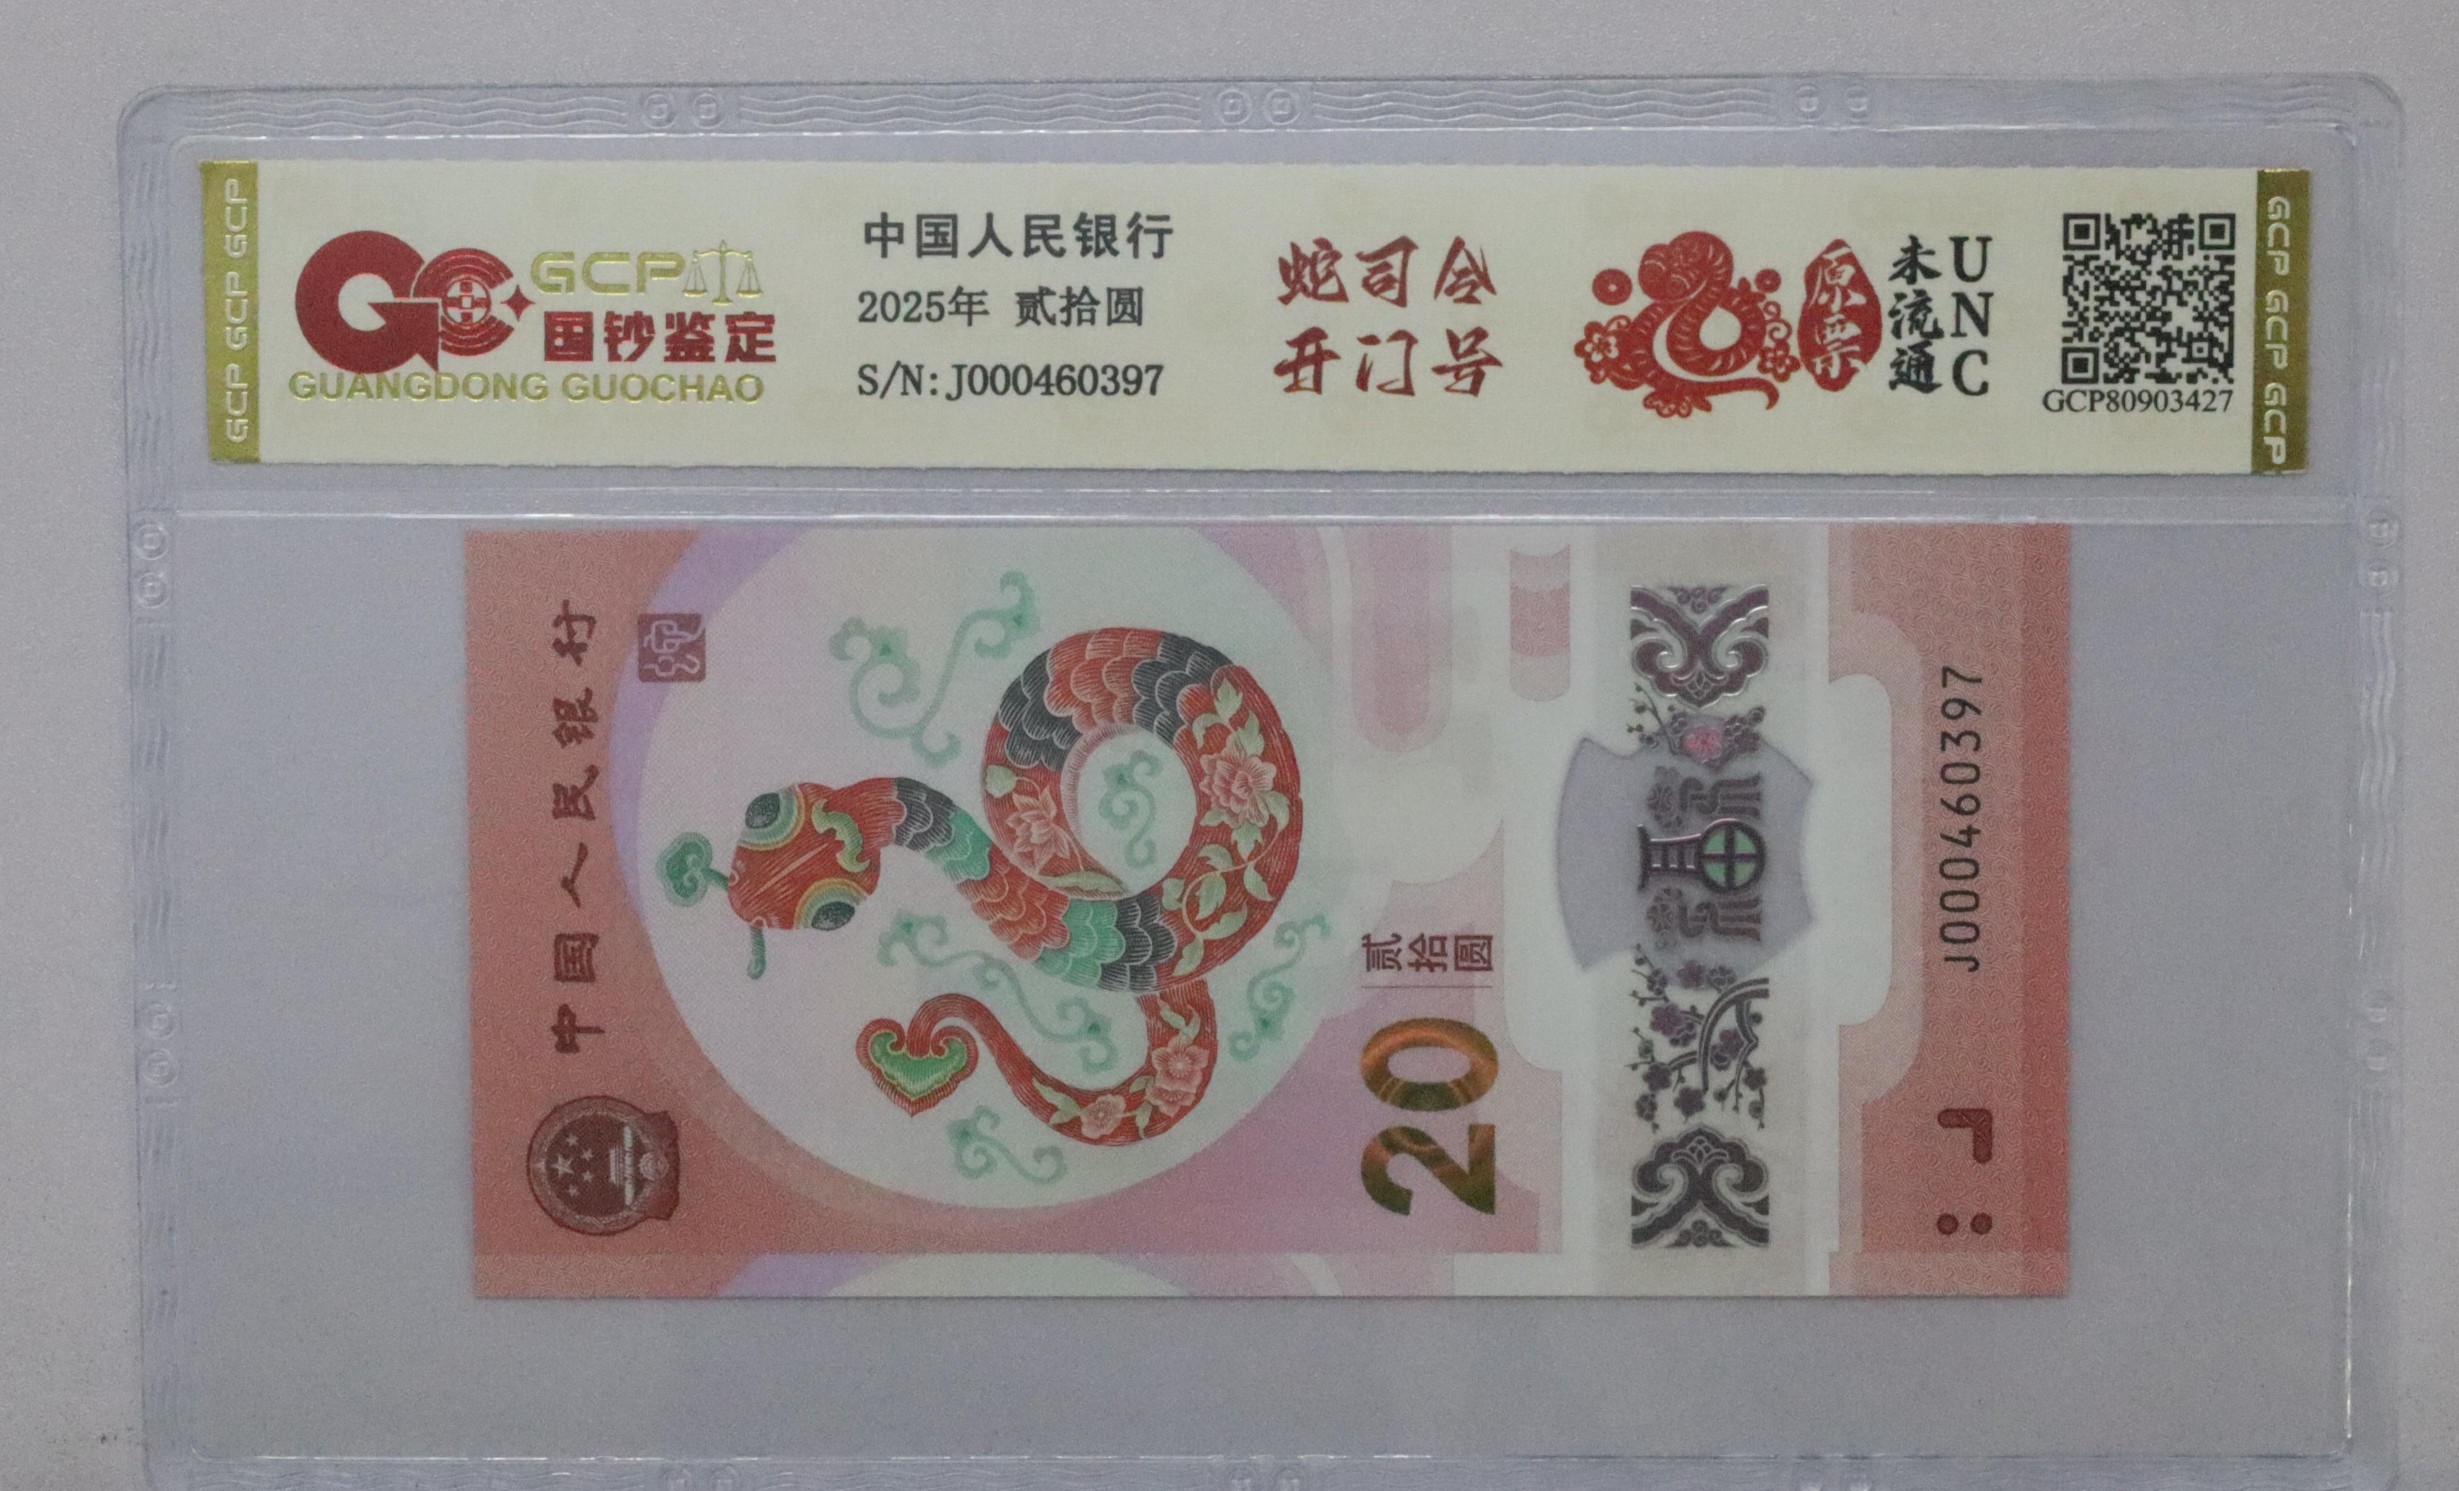 GCP GCP GCP
GCP
国钞鉴定
GUANGDONG GUOCHAO
中国人民银行
2025年 贰拾圆
S/N: J000460397
蛇司令
开门号
原票
未流通
UNC
GCP80903427
GCP GCP GCP
中国人民银行
蛇
贰拾圆
20
福
J000460397